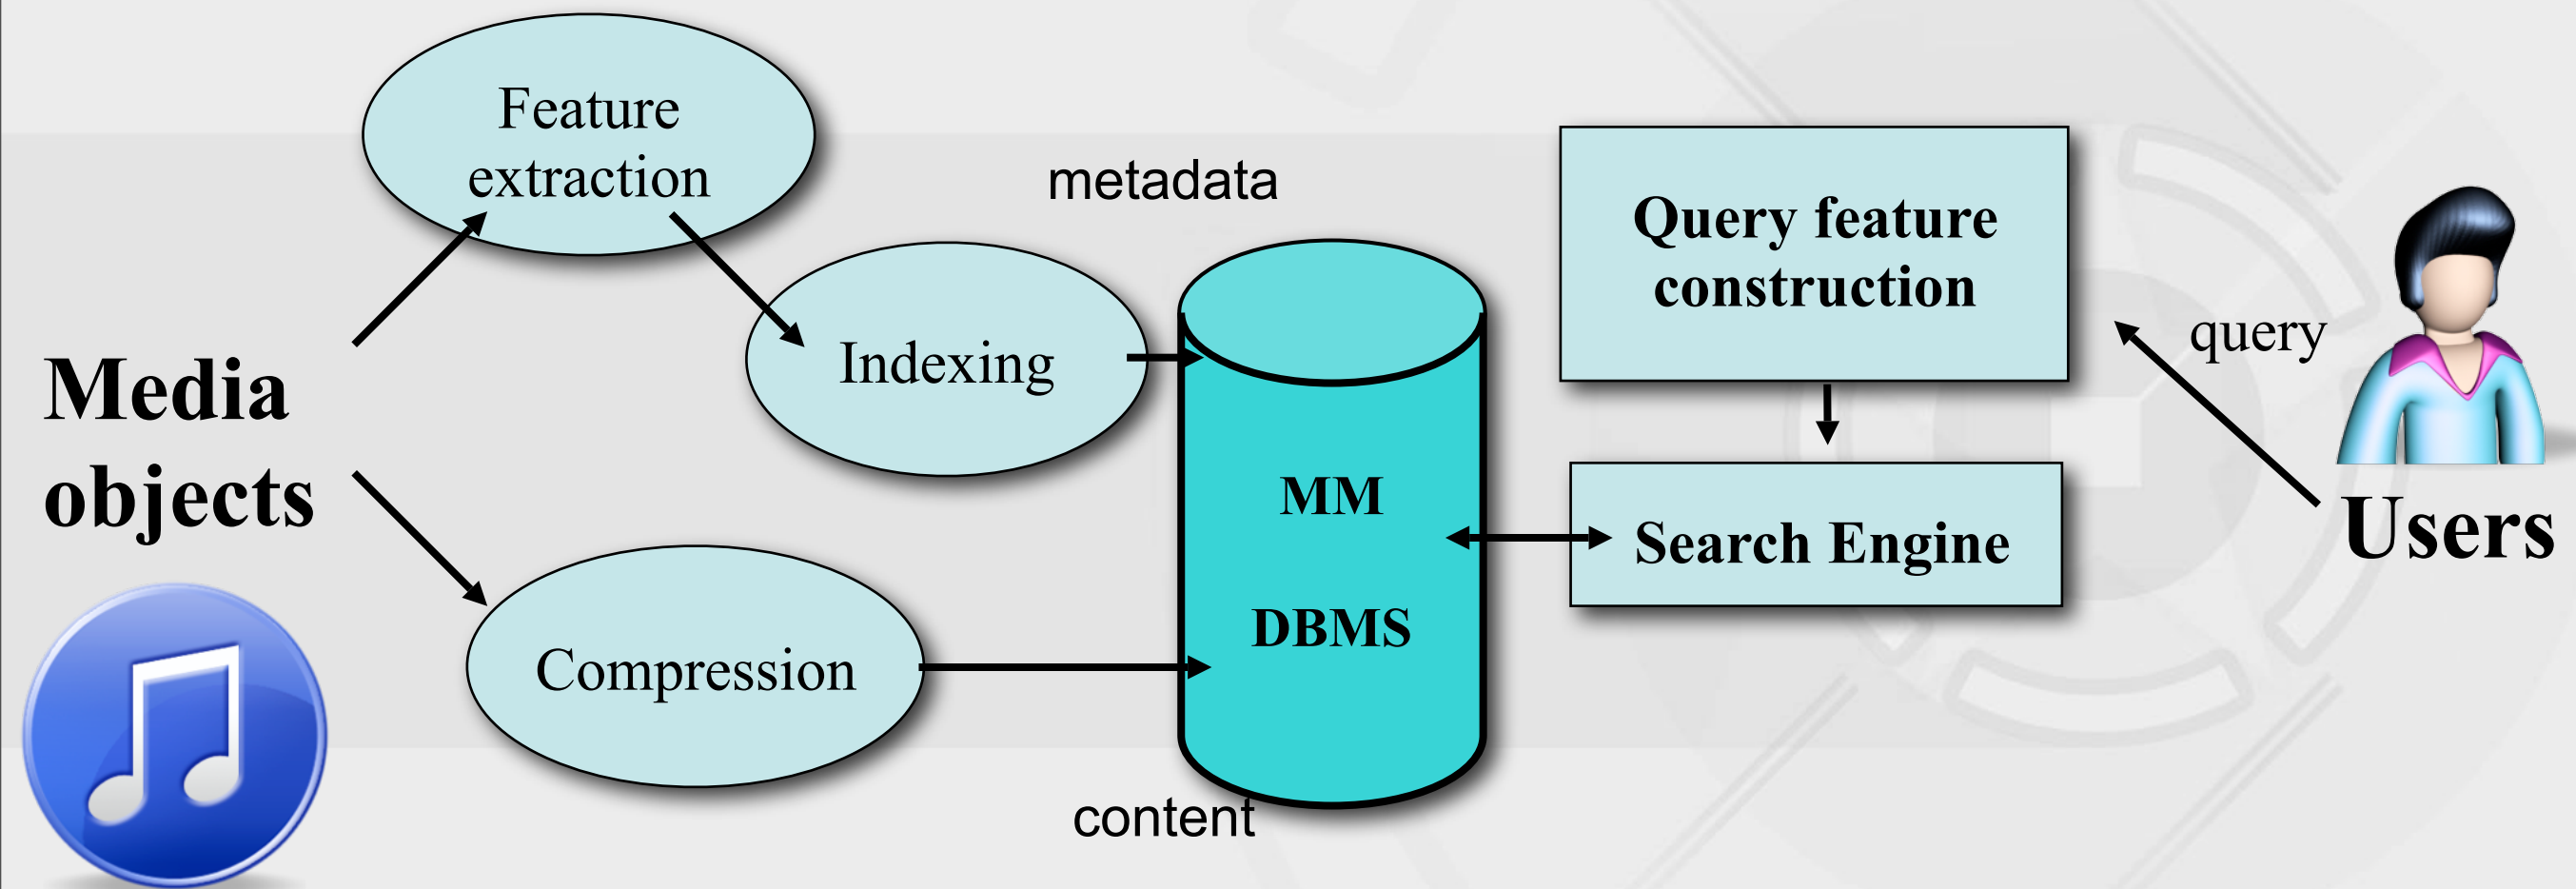 Feature
extraction
metadata
Indexing
Media
objects
Compression
MM
DBMS
content
Query feature
construction
Search Engine
query
Users